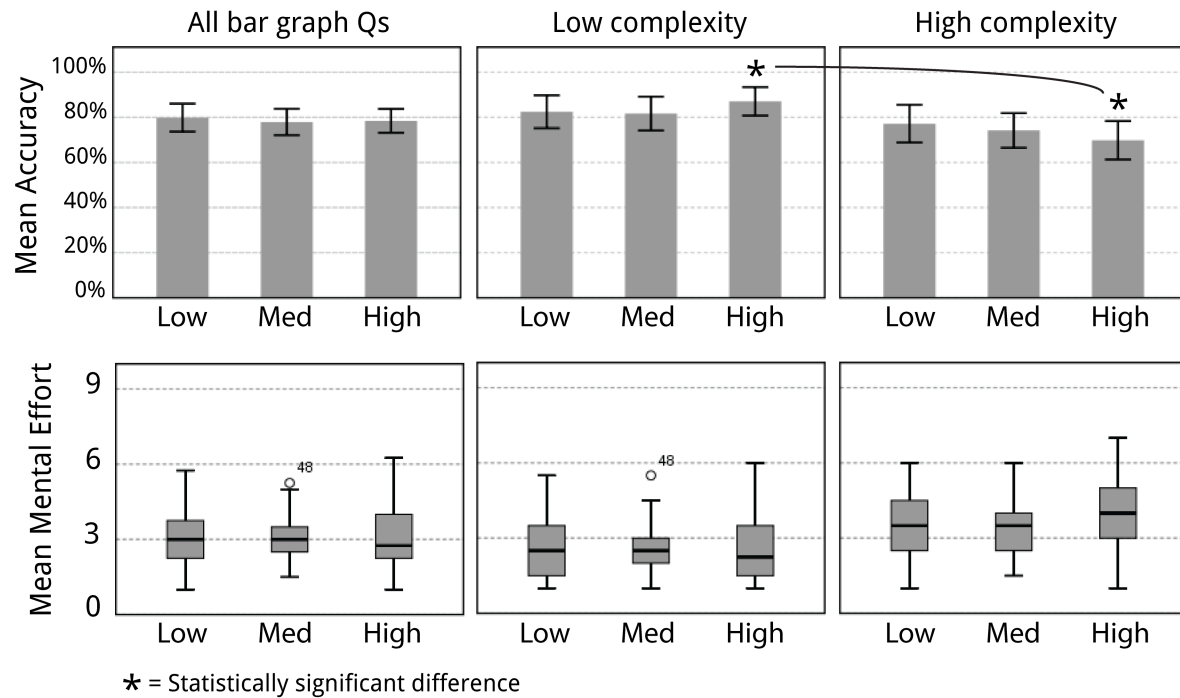 All bar graph Qs
Low complexity
High complexity
Mean Accuracy
100%
80%
60%
40%
20%
0%
*
*
Low Med High
Low Med High
Low Med High
Mean Mental Effort
9
6
3
0
48
48
Low Med High
Low Med High
Low Med High
* = Statistically significant difference